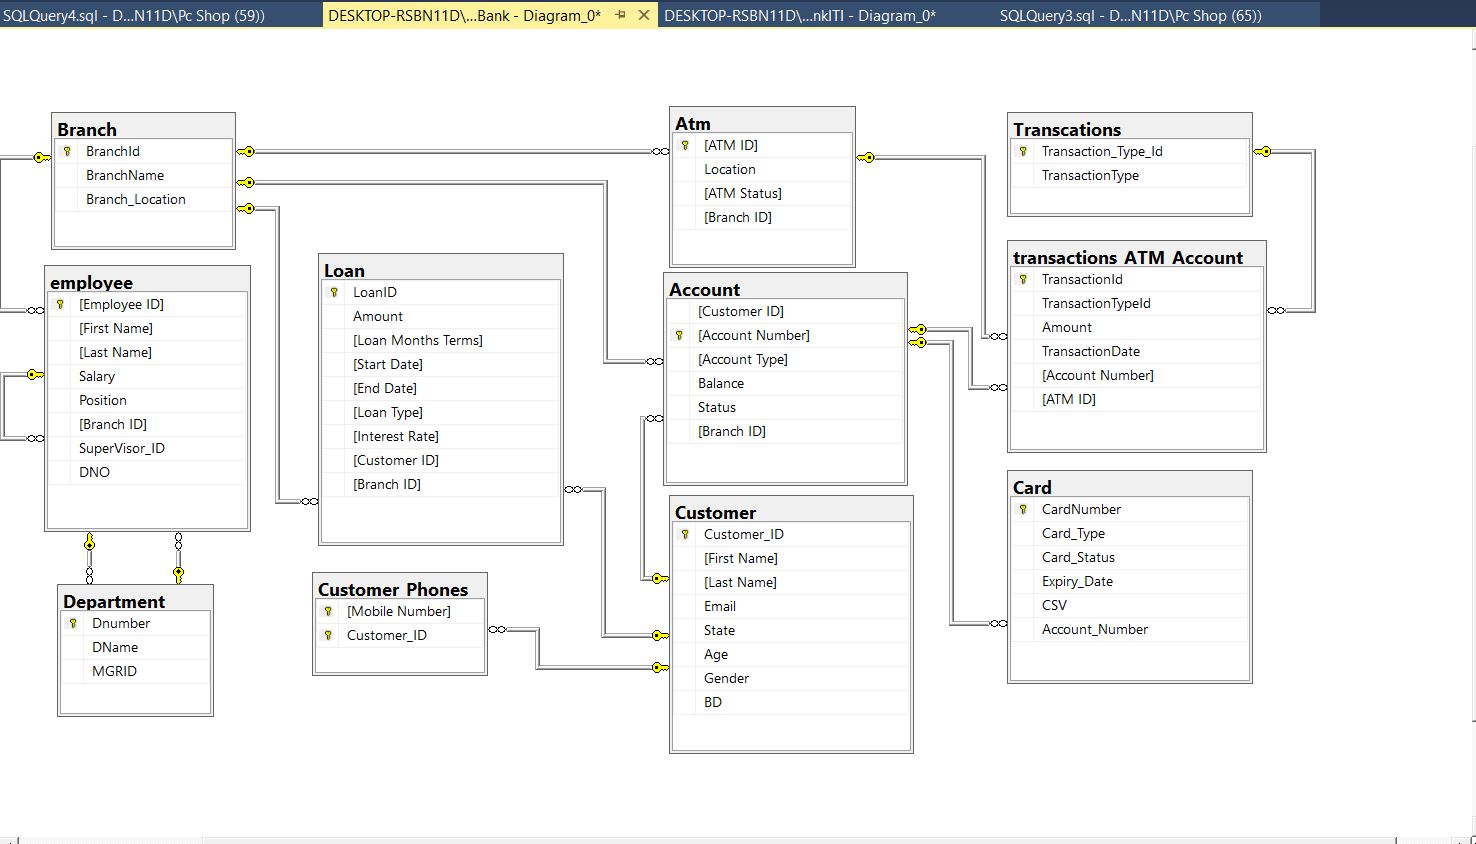 SQLQuery4.sql - D...N11D\Pc Shop (59))
DESKTOP-RSBN11D\...Bank - Diagram_0*
DESKTOP-RSBN11D\...nkITI - Diagram_0*
SQLQuery3.sql - D...N11D\Pc Shop (65))
Branch
BranchId
BranchName
Branch_Location
employee
[Employee ID]
[First Name]
[Last Name]
Salary
Position
[Branch ID]
SuperVisor_ID
DNO
Department
Dnumber
DName
MGRID
Loan
LoanID
Amount
[Loan Months Terms]
[Start Date]
[End Date]
[Loan Type]
[Interest Rate]
[Customer ID]
[Branch ID]
Customer_Phones
[Mobile Number]
Customer_ID
Atm
[ATM ID]
Location
[ATM Status]
[Branch ID]
Account
[Customer ID]
[Account Number]
[Account Type]
Balance
Status
[Branch ID]
Customer
Customer_ID
[First Name]
[Last Name]
Email
State
Age
Gender
BD
Transcations
Transaction_Type_Id
TransactionType
transactions_ATM_Account
TransactionId
TransactionTypeId
Amount
TransactionDate
[Account Number]
[ATM ID]
Card
CardNumber
Card_Type
Card_Status
Expiry_Date
CSV
Account_Number